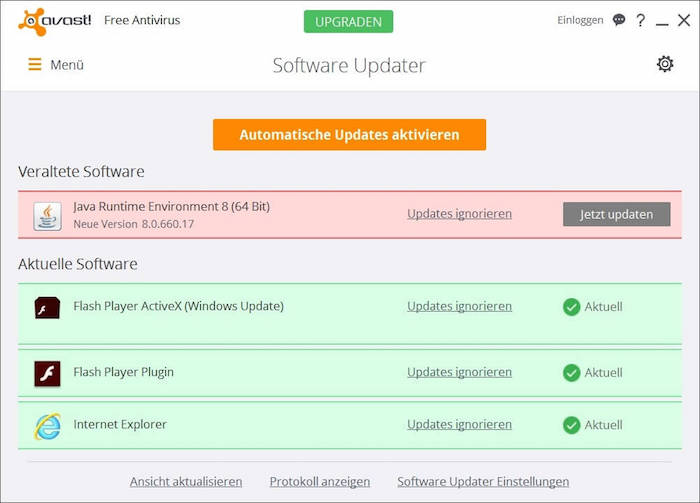 avast! Free Antivirus UPGRADEN Einloggen ?
Menü Software Updater
Automatische Updates aktivieren
Veraltete Software
Java Runtime Environment 8 (64 Bit)
Neue Version 8.0.660.17
Updates ignorieren Jetzt updaten
Aktuelle Software
Flash Player ActiveX (Windows Update) Updates ignorieren Aktuell
Flash Player Plugin Updates ignorieren Aktuell
Internet Explorer Updates ignorieren Aktuell
Ansicht aktualisieren Protokoll anzeigen Software Updater Einstellungen